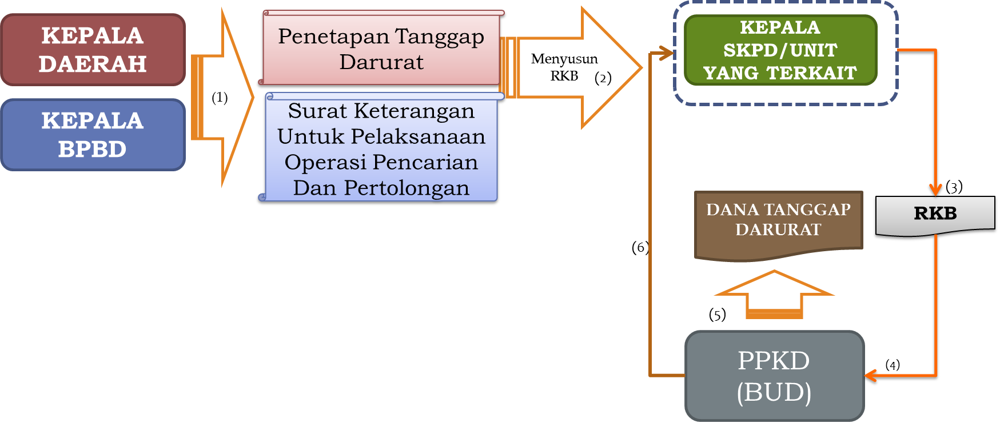 KEPALA
DAERAH
KEPALA
BPBD
(1)
Penetapan Tanggap
Darurat
Surat Keterangan
Untuk Pelaksanaan
Operasi Pencarian
Dan Pertolongan
Menyusun
RKB (2)
KEPALA
SKPD/UNIT
YANG TERKAIT
(3)
RKB
DANA TANGGAP
DARURAT
(4)
(5)
(6)
PPKD
(BUD)